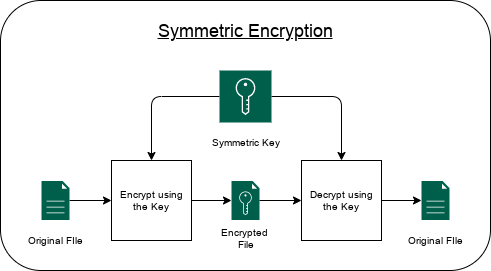 Symmetric Encryption
Symmetric Key
Encrypt using
the Key
Decrypt using
the Key
Original FIle
Encrypted
File
Original FIle